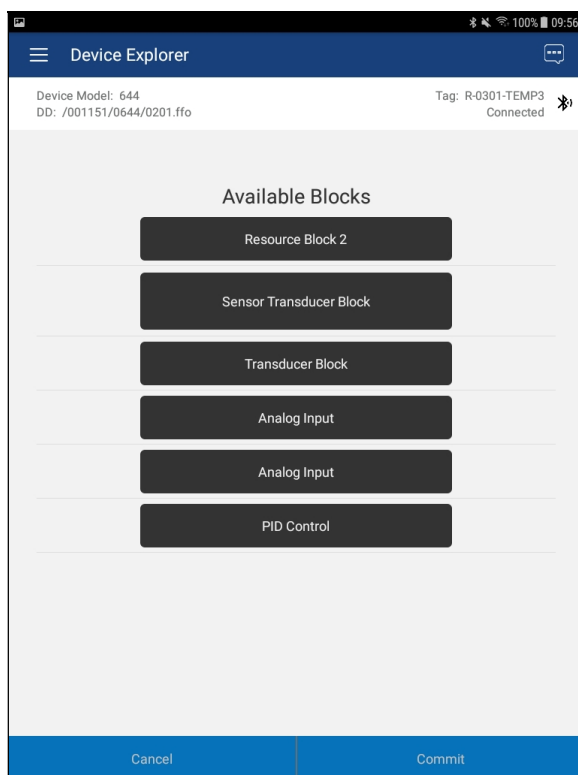 100% 09:56
Device Explorer
Device Model: 644
Tag: R-0301-TEMP3
DD: /001151/0644/0201.ffo
Connected
Available Blocks
Resource Block 2
Sensor Transducer Block
Transducer Block
Analog Input
Analog Input
PID Control
Cancel
Commit